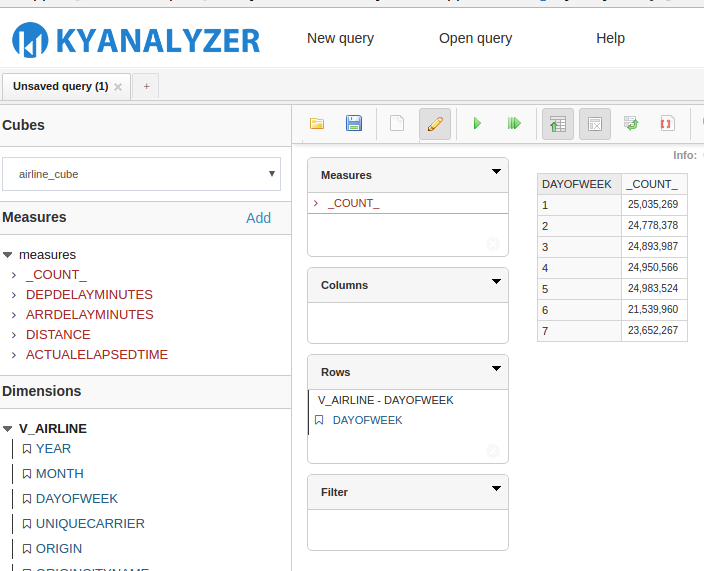 KYANALYZER
New query
Open query
Help
Unsaved query (1)
+
Cubes
airline_cube
Measures
Add
measures
_COUNT_
DEPDELAYMINUTES
ARRDELAYMINUTES
DISTANCE
ACTUALELAPSEDTIME
Dimensions
V_AIRLINE
YEAR
MONTH
DAYOFWEEK
UNIQUECARRIER
ORIGIN
ORIGINCITYNAME
Measures
_COUNT_
Columns
Rows
V_AIRLINE - DAYOFWEEK
DAYOFWEEK
Filter
Info:
DAYOFWEEK _COUNT_
1 25,035,269
2 24,778,378
3 24,893,987
4 24,950,566
5 24,983,524
6 21,539,960
7 23,652,267